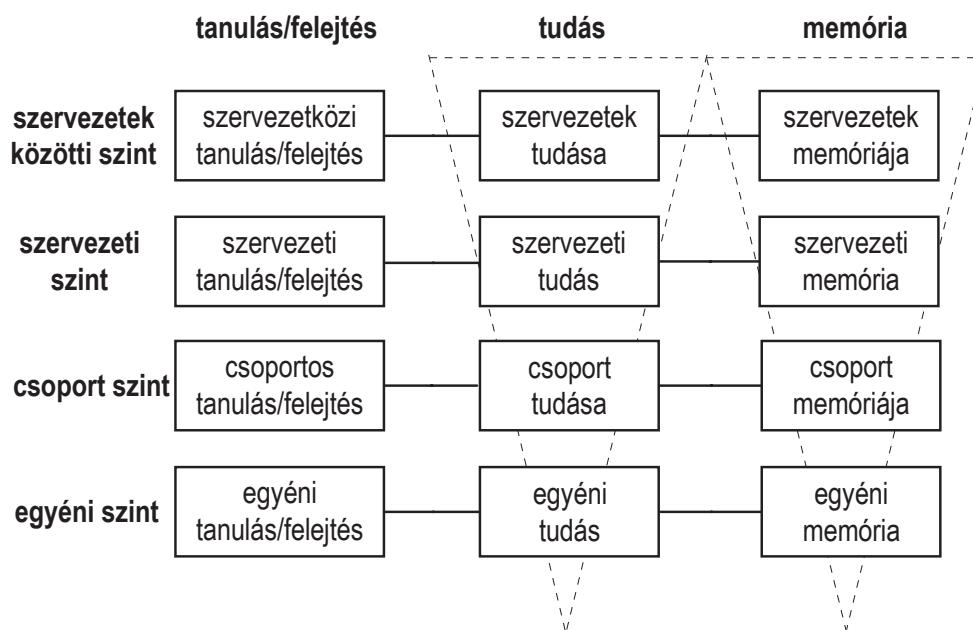 tanulás/felejtés tudás memória
szervezetek
közötti szint
szervezetközi
tanulás/felejtés
szervezetek
tudása
szervezetek
memóriája
szervezeti
szint
szervezeti
tanulás/felejtés
szervezeti
tudás
szervezeti
memória
csoport szint
csoportos
tanulás/felejtés
csoport
tudása
csoport
memóriája
egyéni szint
egyéni
tanulás/felejtés
egyéni
tudás
egyéni
memória